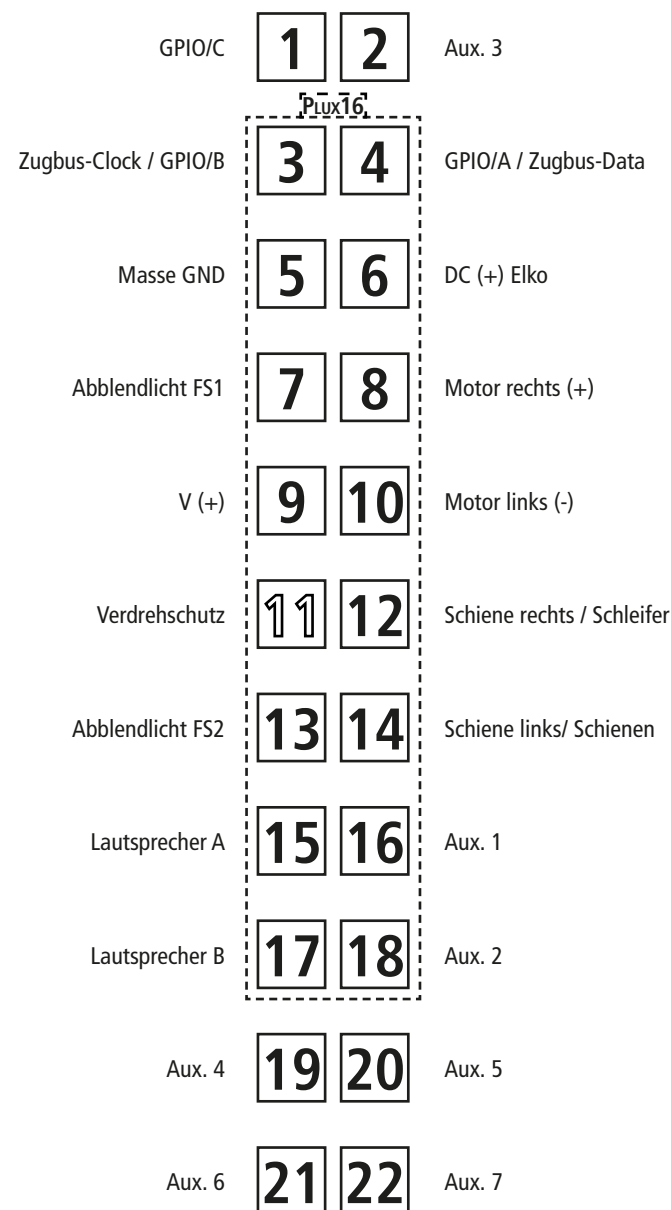 GPIO/C 1 2 Aux. 3
PLUX16
Zugbus-Clock / GPIO/B 3 4 GPIO/A / Zugbus-Data
Masse GND 5 6 DC (+) Elko
Abblendlicht FS1 7 8 Motor rechts (+)
V (+) 9 10 Motor links (-)
Verdrehschutz 11 12 Schiene rechts / Schleifer
Abblendlicht FS2 13 14 Schiene links/ Schienen
Lautsprecher A 15 16 Aux. 1
Lautsprecher B 17 18 Aux. 2
Aux. 4 19 20 Aux. 5
Aux. 6 21 22 Aux. 7